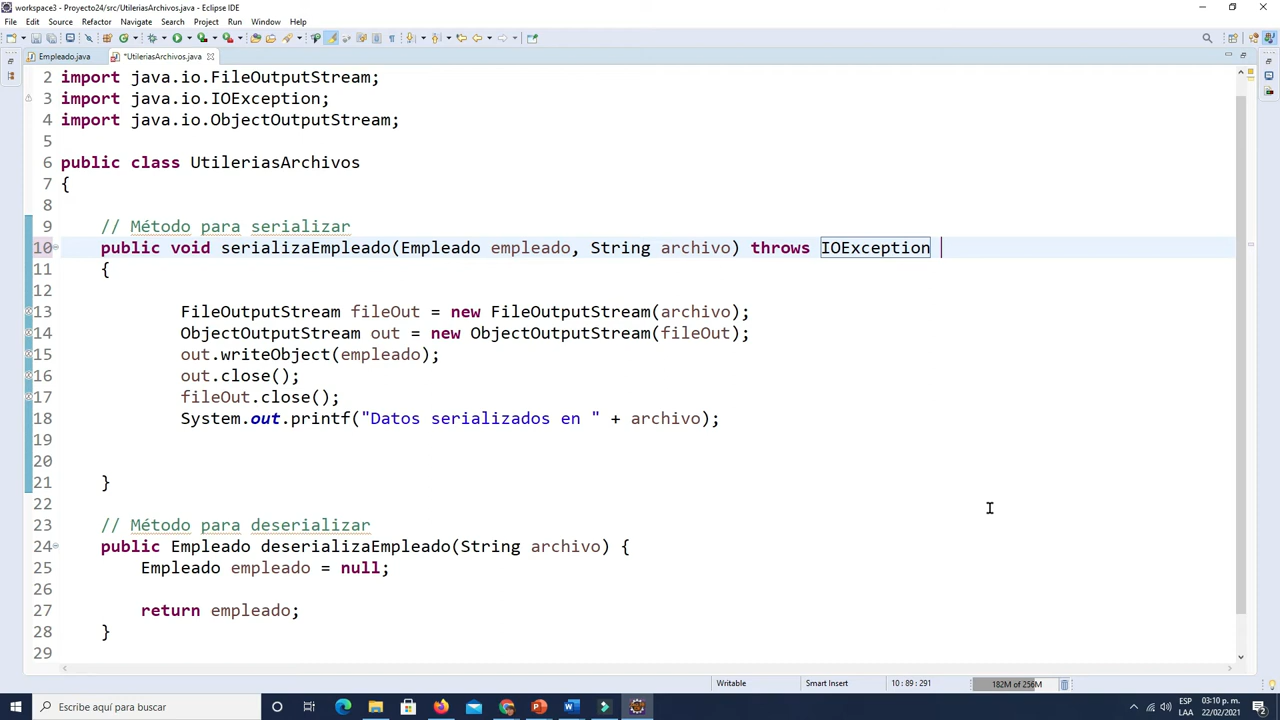 workspace3 - Proyecto24/src/UtileriasArchivos.java - Eclipse IDE
File Edit Source Refactor Navigate Search Project Run Window Help
Empleado.java *UtileriasArchivos.java
2 import java.io.FileOutputStream;
3 import java.io.IOException;
4 import java.io.ObjectOutputStream;
5
6 public class UtileriasArchivos
7 {
8
9 // Método para serializar
10 public void serializaEmpleado(Empleado empleado, String archivo) throws IOException
11 {
12
13 FileOutputStream fileOut = new FileOutputStream(archivo);
14 ObjectOutputStream out = new ObjectOutputStream(fileOut);
15 out.writeObject(empleado);
16 out.close();
17 fileOut.close();
18 System.out.printf("Datos serializados en " + archivo);
19
20
21 }
22
23 // Método para deserializar
24 public Empleado deserializaEmpleado(String archivo) {
25 Empleado empleado = null;
26
27 return empleado;
28 }
29
Writable Smart Insert 10 : 89 : 291 182M of 256M
Escribe aquí para buscar
ESP 03:10 p. m.
LAA 22/02/2021
2